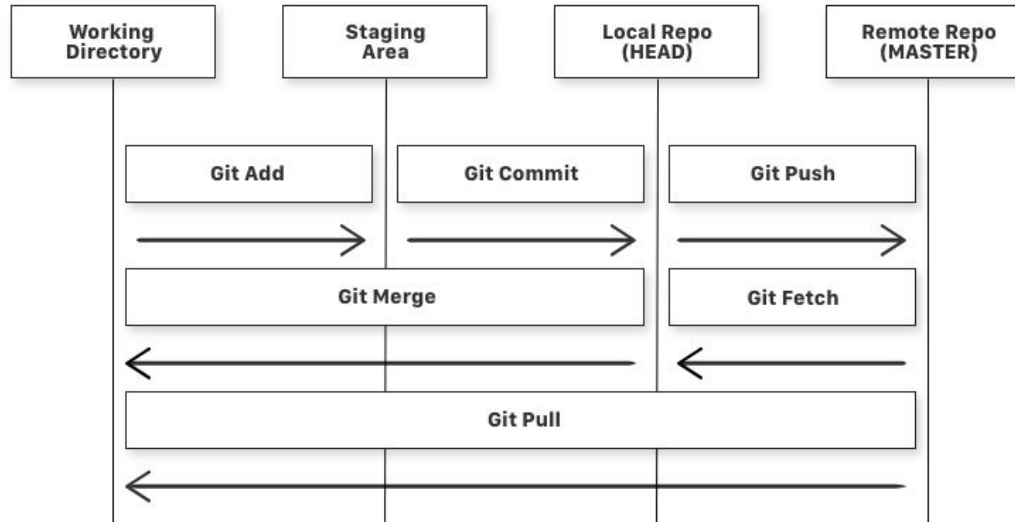 Working
Directory
Staging
Area
Local Repo
(HEAD)
Remote Repo
(MASTER)
Git Add
Git Commit
Git Push
Git Merge
Git Fetch
Git Pull